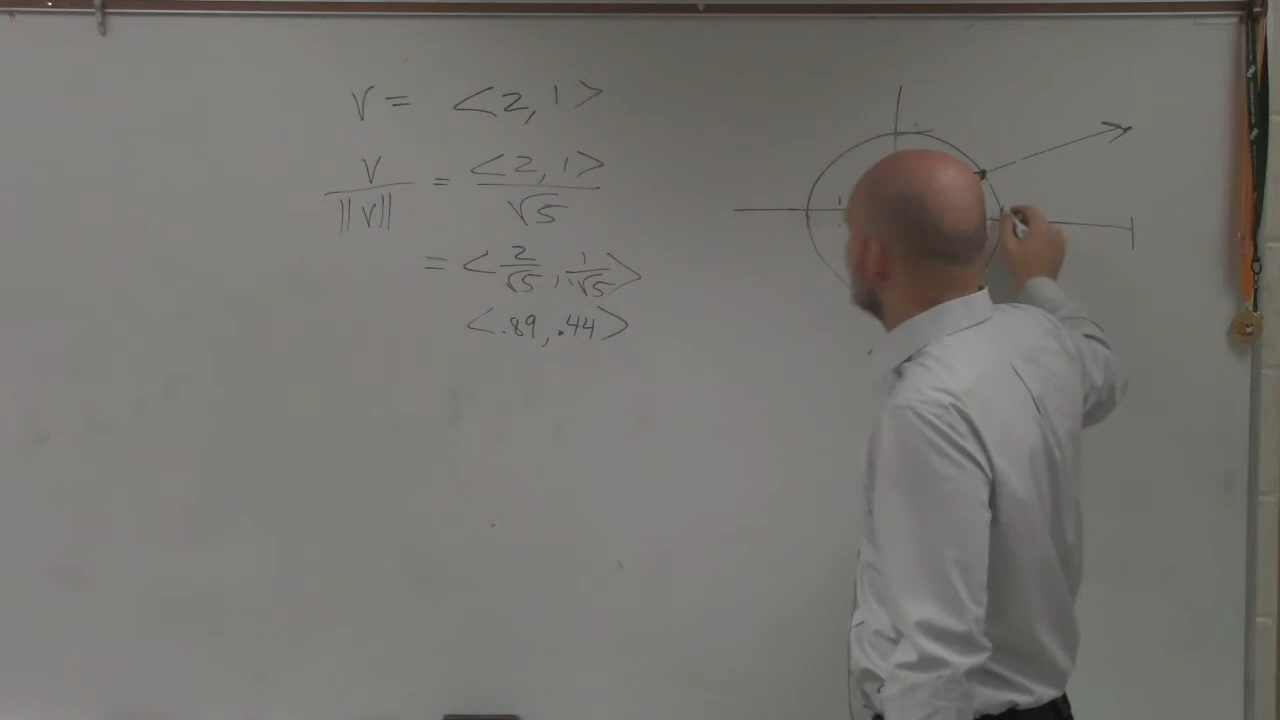 v = <2, 1>
v / ||v|| = <2, 1> / √5
= <2/√5, 1/√5>
<.89, .44>